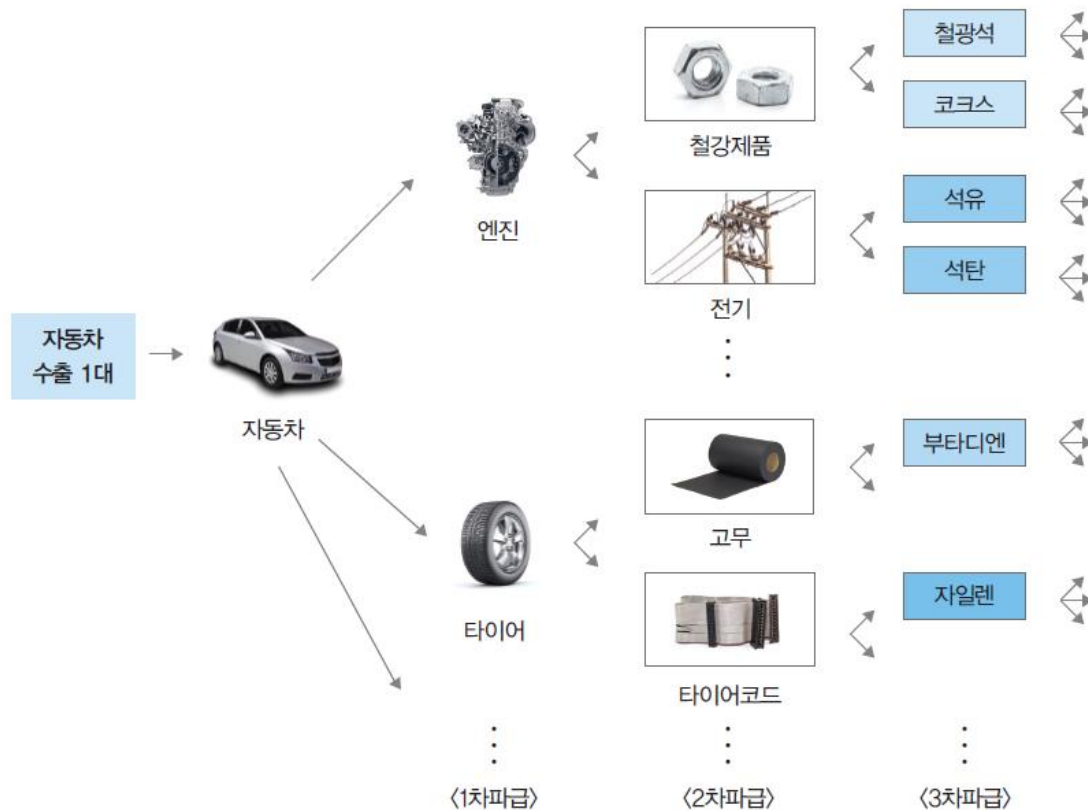 자동차
수출 1대
자동차
엔진
타이어
⋮
〈1차파급〉
철강제품
전기
⋮
고무
타이어코드
⋮
〈2차파급〉
철광석
코크스
석유
석탄
부타디엔
자일렌
⋮
〈3차파급〉